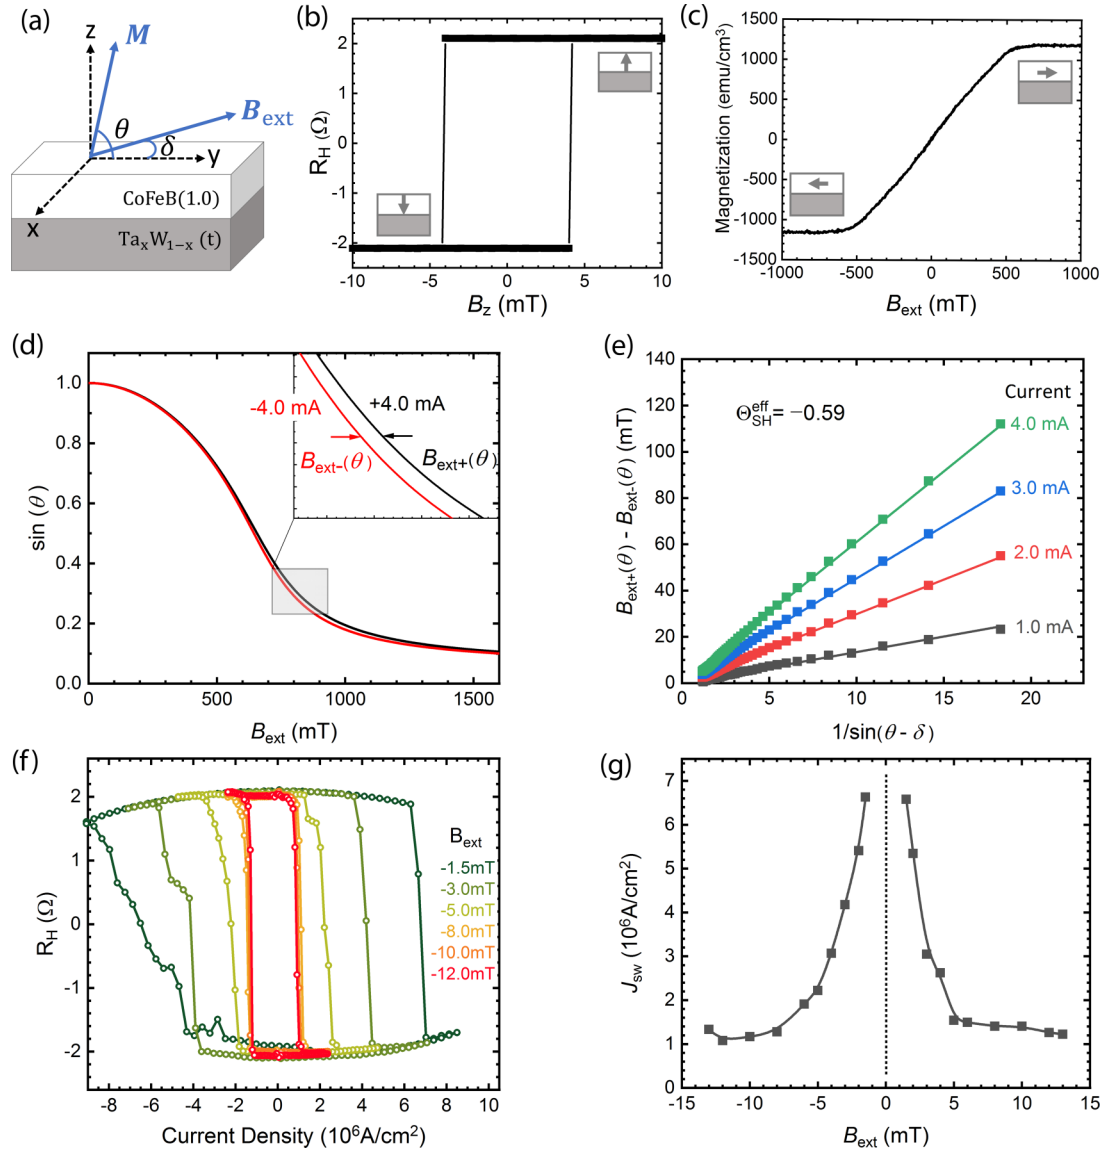 (a)
z
M
B_ext
θ
δ
y
x
CoFeB(1.0)
Ta_xW_{1−x} (t)
(b)
R_H (Ω)
2
1
0
-1
-2
-10
-5
0
5
10
B_z (mT)
(c)
Magnetization (emu/cm³)
1500
1000
500
0
-500
-1000
-1500
-1000
-500
0
500
1000
B_ext (mT)
(d)
sin (θ)
1.0
0.8
0.6
0.4
0.2
0.0
0
500
1000
1500
B_ext (mT)
-4.0 mA
+4.0 mA
B_ext-(θ)
B_ext+(θ)
(e)
B_ext+(θ) - B_ext-(θ) (mT)
140
120
100
80
60
40
20
0
0
5
10
15
20
1/sin(θ - δ)
Θ_SH^eff = −0.59
Current
4.0 mA
3.0 mA
2.0 mA
1.0 mA
(f)
R_H (Ω)
2
1
0
-1
-2
-8
-6
-4
-2
0
2
4
6
8
10
Current Density (10⁶A/cm²)
B_ext
-1.5mT
-3.0mT
-5.0mT
-8.0mT
-10.0mT
-12.0mT
(g)
J_sw (10⁶A/cm²)
7
6
5
4
3
2
1
0
-15
-10
-5
0
5
10
15
B_ext (mT)